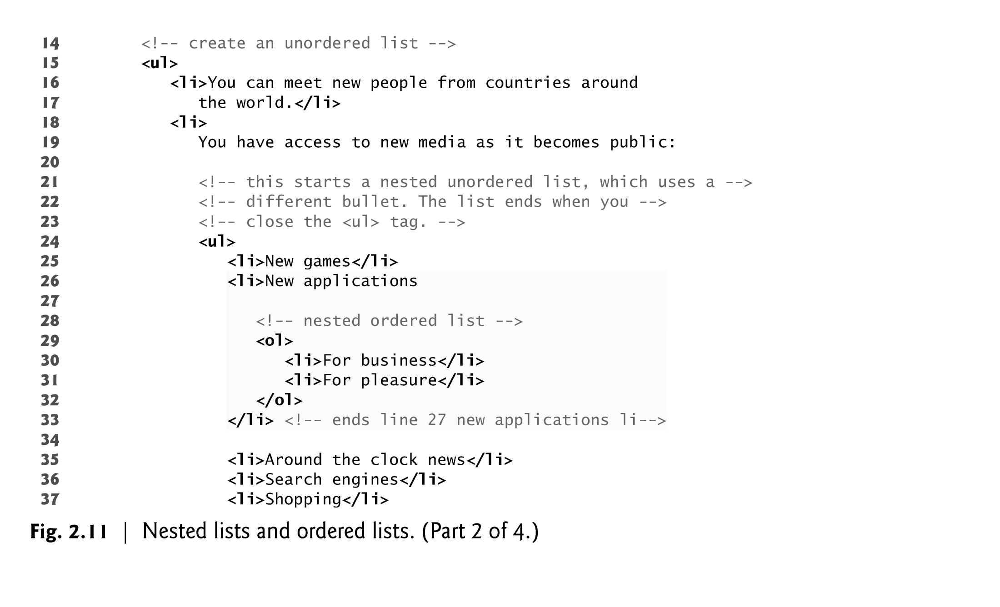 14 <!-- create an unordered list -->
15 <ul>
16 <li>You can meet new people from countries around
17 the world.</li>
18 <li>
19 You have access to new media as it becomes public:
20
21 <!-- this starts a nested unordered list, which uses a -->
22 <!-- different bullet. The list ends when you -->
23 <!-- close the <ul> tag. -->
24 <ul>
25 <li>New games</li>
26 <li>New applications
27
28 <!-- nested ordered list -->
29 <ol>
30 <li>For business</li>
31 <li>For pleasure</li>
32 </ol>
33 </li> <!-- ends line 27 new applications li-->
34
35 <li>Around the clock news</li>
36 <li>Search engines</li>
37 <li>Shopping</li>
Fig. 2.11 | Nested lists and ordered lists. (Part 2 of 4.)